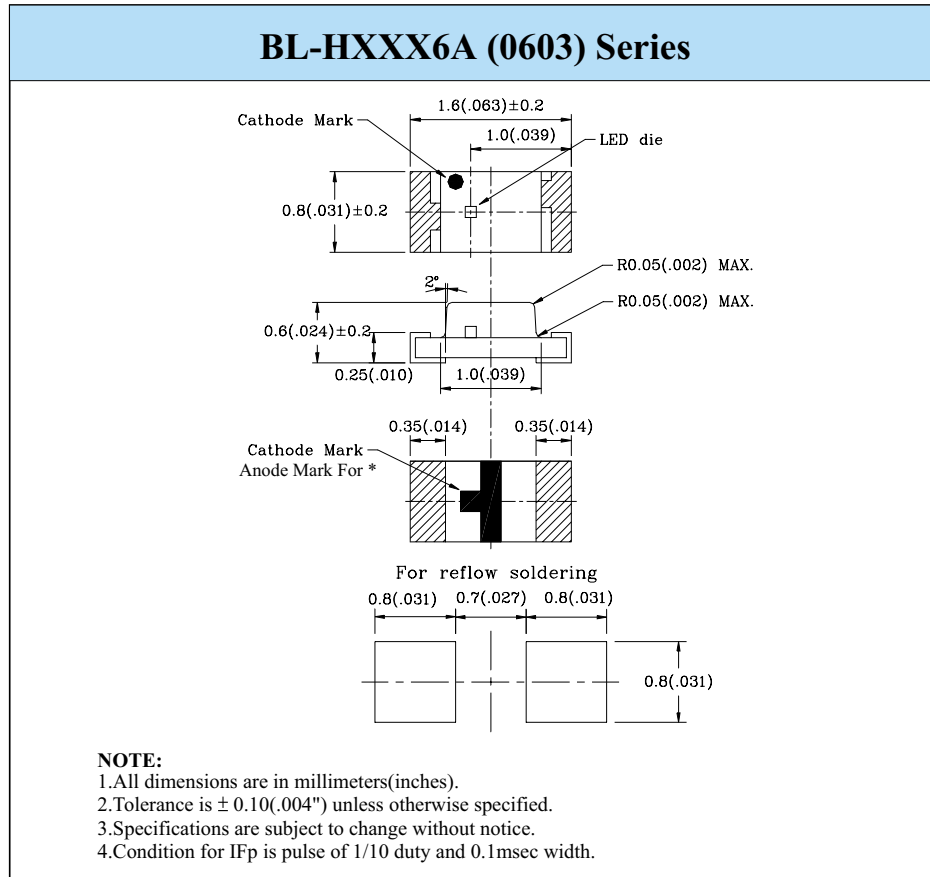 BL-HXXX6A (0603) Series
1.6(.063)±0.2
Cathode Mark
1.0(.039)
LED die
0.8(.031)±0.2
R0.05(.002) MAX.
2°
R0.05(.002) MAX.
0.6(.024)±0.2
0.25(.010)
1.0(.039)
0.35(.014)
0.35(.014)
Cathode Mark
Anode Mark For *
For reflow soldering
0.8(.031)
0.7(.027)
0.8(.031)
0.8(.031)
NOTE:
1.All dimensions are in millimeters(inches).
2.Tolerance is ± 0.10(.004") unless otherwise specified.
3.Specifications are subject to change without notice.
4.Condition for IFp is pulse of 1/10 duty and 0.1msec width.